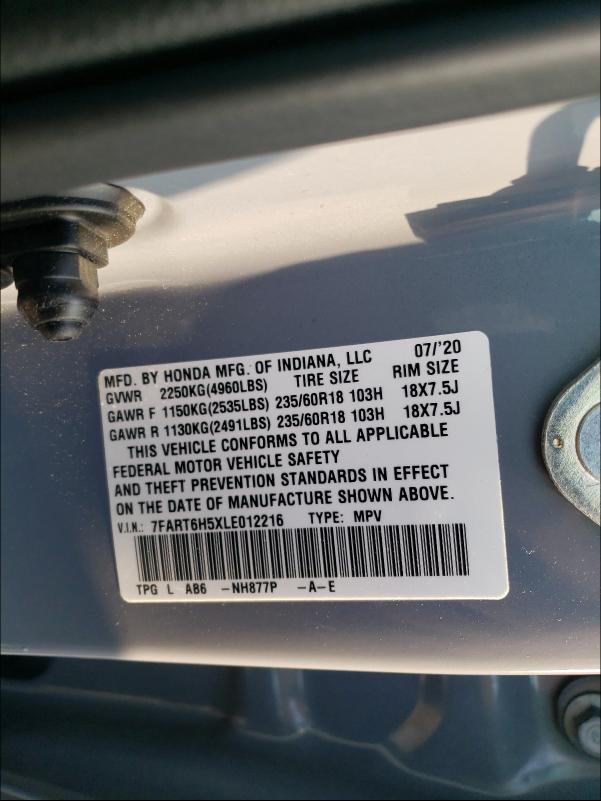 MFD. BY HONDA MFG. OF INDIANA, LLC 07/'20
GVWR 2250KG(4960LBS) TIRE SIZE RIM SIZE
GAWR F 1150KG(2535LBS) 235/60R18 103H 18X7.5J
GAWR R 1130KG(2491LBS) 235/60R18 103H 18X7.5J
THIS VEHICLE CONFORMS TO ALL APPLICABLE
FEDERAL MOTOR VEHICLE SAFETY
AND THEFT PREVENTION STANDARDS IN EFFECT
ON THE DATE OF MANUFACTURE SHOWN ABOVE.
V.I.N.: 7FART6H5XLE012216 TYPE: MPV
TPG L AB6 -NH877P -A-E